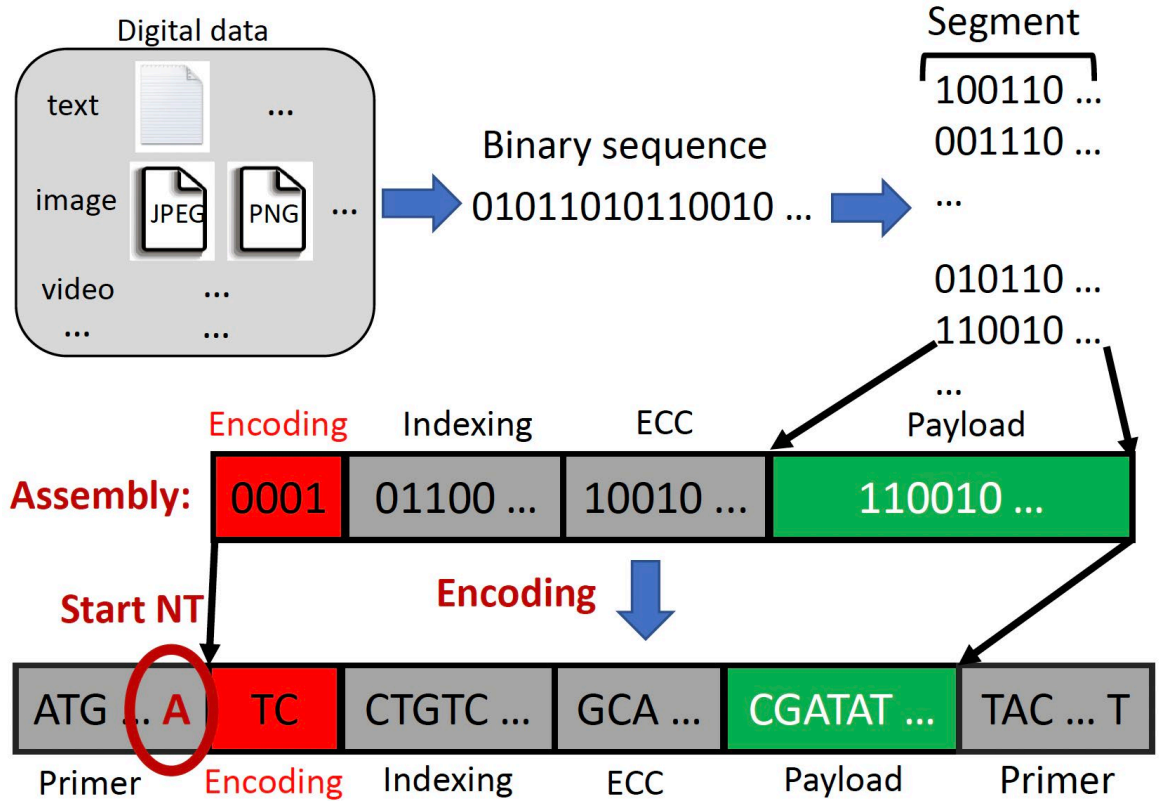 Digital data
text ...
image JPEG PNG ...
video ...
... ...
Binary sequence
01011010110010 ...
Segment
100110 ...
001110 ...
...
010110 ...
110010 ...
...
Encoding Indexing ECC Payload
Assembly: 0001 01100 ... 10010 ... 110010 ...
Encoding
Start NT
ATG ... A TC CTGTC ... GCA ... CGATAT ... TAC ... T
Primer Encoding Indexing ECC Payload Primer